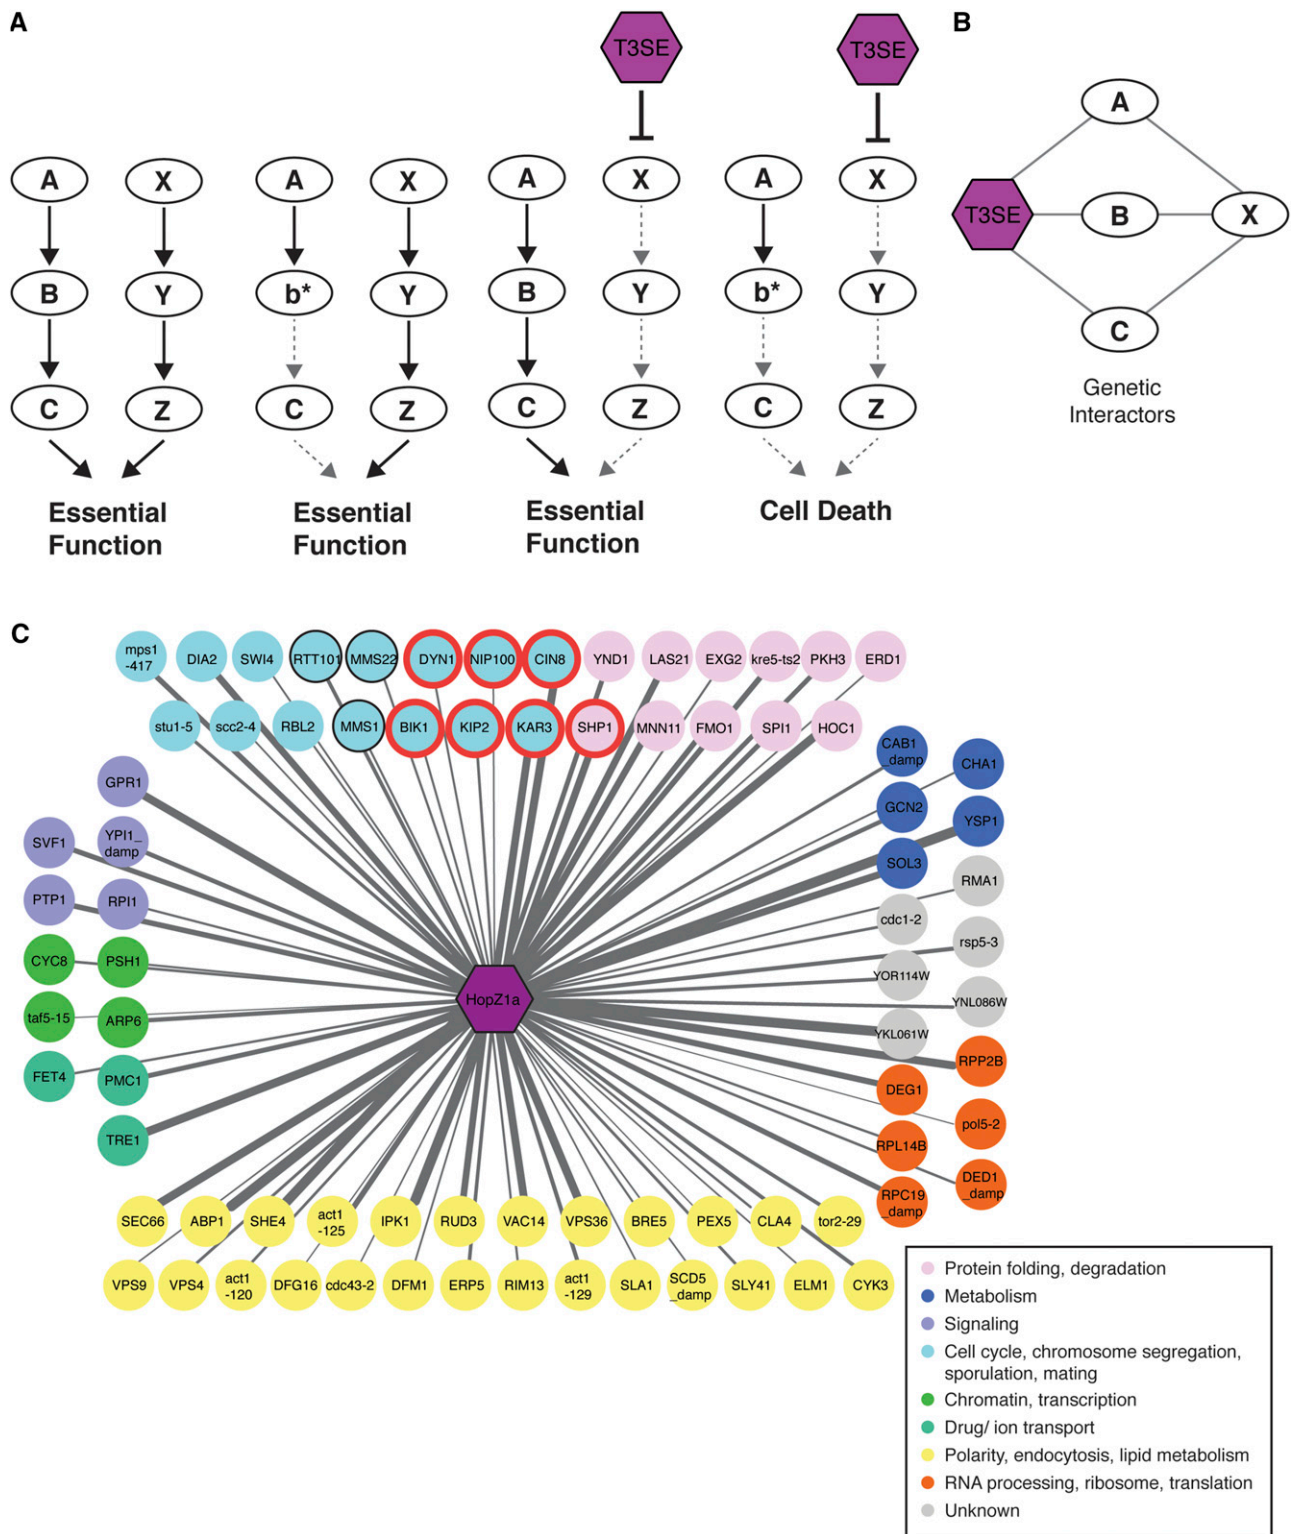 A
B
T3SE
T3SE
A
X
A
X
A
X
A
X
B
Y
b*
Y
B
Y
b*
Y
C
Z
C
Z
C
Z
C
Z
Essential
Function
Essential
Function
Essential
Function
Cell Death
A
T3SE
B
X
C
Genetic
Interactors
C
mps1
-417
DIA2
SWI4
RTT101
MMS22
DYN1
NIP100
CIN8
YND1
LAS21
EXG2
kre5-ts2
PKH3
ERD1
stu1-5
scc2-4
RBL2
MMS1
BIK1
KIP2
KAR3
SHP1
MNN11
FMO1
SPI1
HOC1
GPR1
SVF1
YPI1_
damp
PTP1
RPI1
CYC8
PSH1
taf5-15
ARP6
FET4
PMC1
TRE1
HopZ1a
CAB1
_damp
CHA1
GCN2
YSP1
SOL3
RMA1
cdc1-2
rsp5-3
YOR114W
YNL086W
YKL061W
RPP2B
DEG1
pol5-2
RPL14B
DED1
_damp
RPC19
_damp
SEC66
ABP1
SHE4
act1
-125
IPK1
RUD3
VAC14
VPS36
BRE5
PEX5
CLA4
tor2-29
VPS9
VPS4
act1
-120
DFG16
cdc43-2
DFM1
ERP5
RIM13
act1
-129
SLA1
SCD5
_damp
SLY41
ELM1
CYK3
Protein folding, degradation
Metabolism
Signaling
Cell cycle, chromosome segregation,
sporulation, mating
Chromatin, transcription
Drug/ ion transport
Polarity, endocytosis, lipid metabolism
RNA processing, ribosome, translation
Unknown